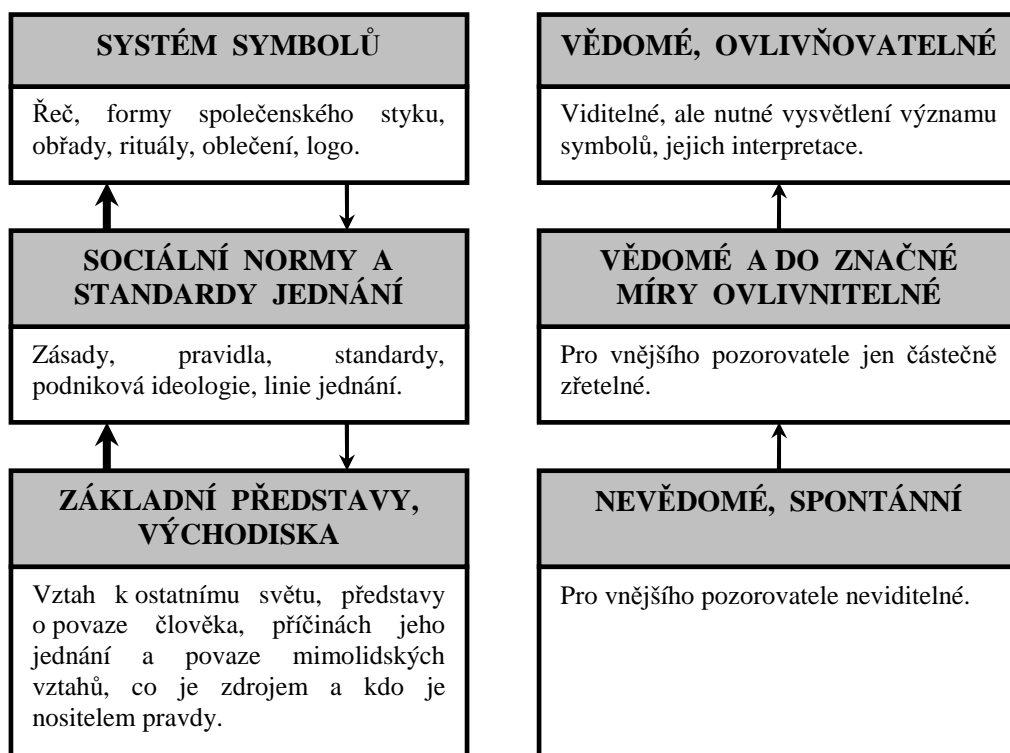 SYSTÉM SYMBOLŮ
Řeč, formy společenského styku,
obřady, rituály, oblečení, logo.
SOCIÁLNÍ NORMY A
STANDARDY JEDNÁNÍ
Zásady, pravidla, standardy,
podniková ideologie, linie jednání.
ZÁKLADNÍ PŘEDSTAVY,
VÝCHODISKA
Vztah k ostatnímu světu, představy
o povaze člověka, příčinách jeho
jednání a povaze mimolidských
vztahů, co je zdrojem a kdo je
nositelem pravdy.
VĚDOMÉ, OVLIVŇOVATELNÉ
Viditelné, ale nutné vysvětlení významu
symbolů, jejich interpretace.
VĚDOMÉ A DO ZNAČNÉ
MÍRY OVLIVNITELNÉ
Pro vnějšího pozorovatele jen částečně
zřetelné.
NEVĚDOMÉ, SPONTÁNNÍ
Pro vnějšího pozorovatele neviditelné.